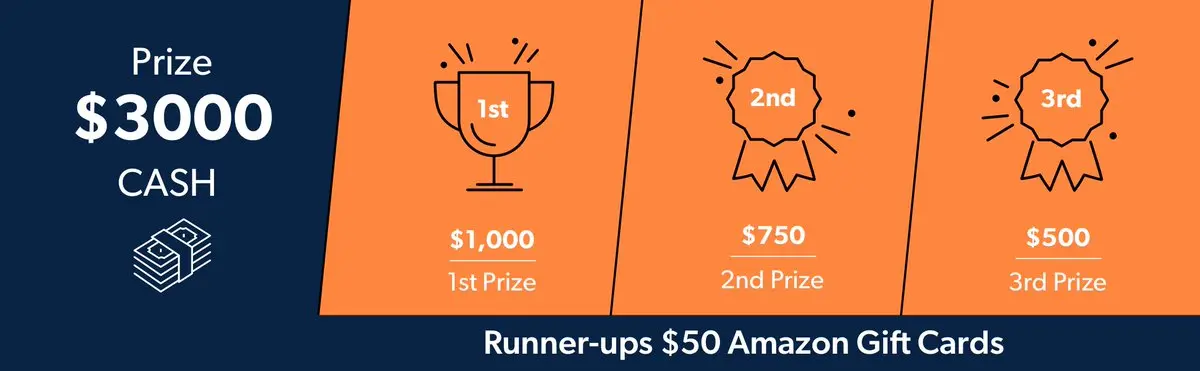 Prize
$3000
CASH
1st
$1,000
1st Prize
2nd
$750
2nd Prize
3rd
$500
3rd Prize
Runner-ups $50 Amazon Gift Cards